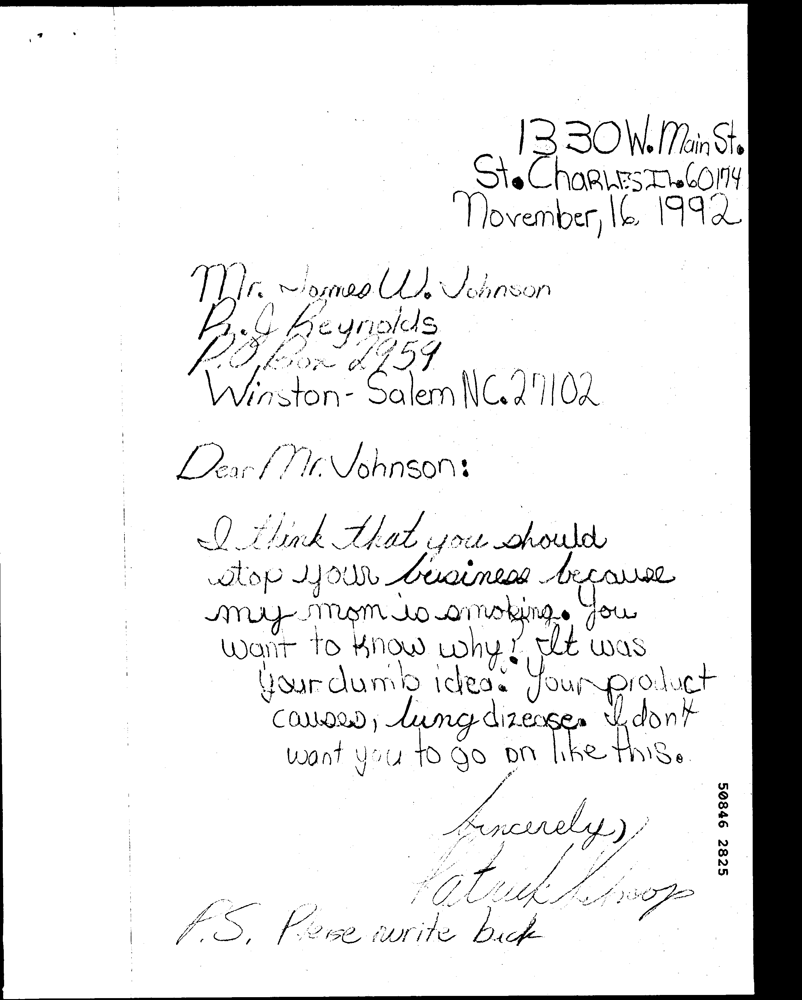 1330 W. Main St.
St. CHARLES IL. 60174
November, 16 1992
Mr. James W. Johnson
R.J Reynolds
P.O. Box 2959
Winston-Salem NC. 27102
Dear Mr. Johnson:
I think that you should
stop your business because
my mom is smoking. You
want to know why? It was
your dumb idea. Your product
causes, lung dizease. I don't
want you to go on like this.
Sincerely,
Patrick
P.S. Please write back
50846 2825